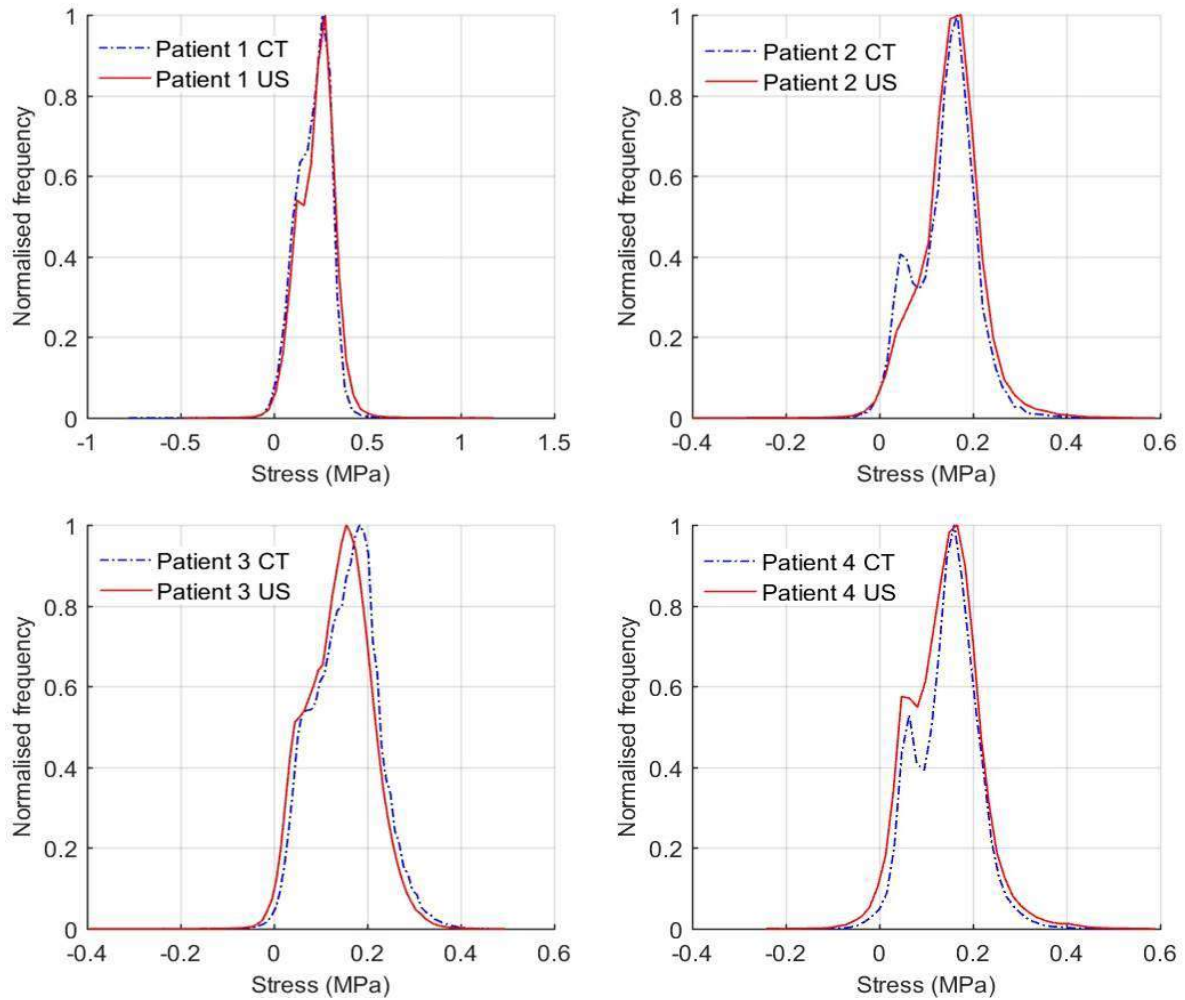 1
0.8
0.6
0.4
0.2
0
Normalised frequency
Patient 1 CT
Patient 1 US
-1 -0.5 0 0.5 1 1.5
Stress (MPa)
1
0.8
0.6
0.4
0.2
0
Normalised frequency
Patient 2 CT
Patient 2 US
-0.4 -0.2 0 0.2 0.4 0.6
Stress (MPa)
1
0.8
0.6
0.4
0.2
0
Normalised frequency
Patient 3 CT
Patient 3 US
-0.4 -0.2 0 0.2 0.4 0.6
Stress (MPa)
1
0.8
0.6
0.4
0.2
0
Normalised frequency
Patient 4 CT
Patient 4 US
-0.4 -0.2 0 0.2 0.4 0.6
Stress (MPa)